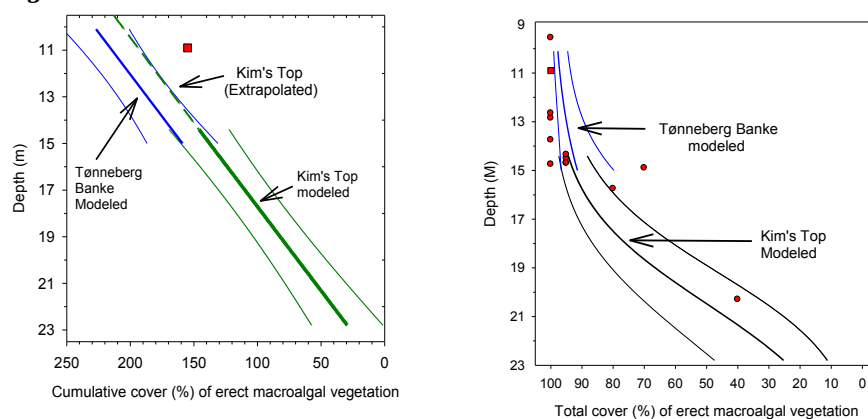 11
13
15
17
19
21
23
250
200
150
100
50
0
Depth (m)
Cumulative cover (%) of erect macroalgal vegetation
Kim's Top
(Extrapolated)
Tønneberg
Banke
Modeled
Kim's Top
modeled
9
11
13
15
17
19
21
23
100
90
80
70
60
50
40
30
20
10
0
Depth (M)
Total cover (%) of erect macroalgal vegetation
Tønneberg Banke
modeled
Kim's Top
Modeled